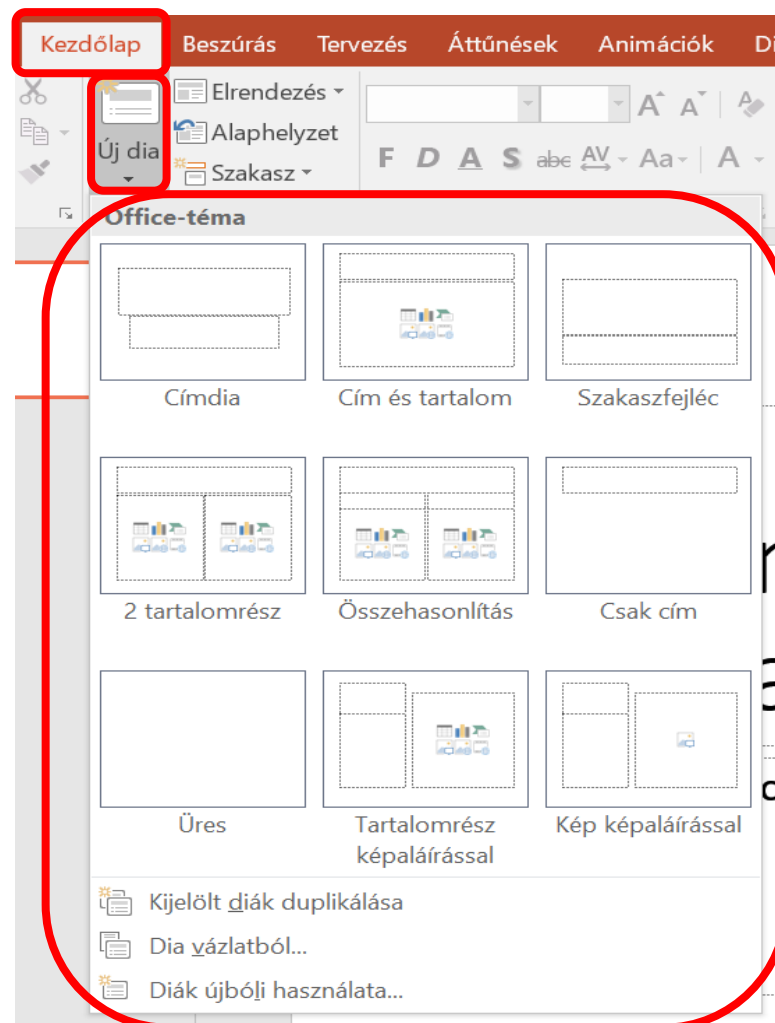 Kezdőlap Beszúrás Tervezés Áttűnések Animációk Di
Új dia
Elrendezés
Alaphelyzet
Szakasz
F D A S abc AV Aa A
Office-téma
Címdia Cím és tartalom Szakaszfejléc
2 tartalomrész Összehasonlítás Csak cím
Üres Tartalomrész képaláírással Kép képaláírással
Kijelölt diák duplikálása
Dia vázlatból...
Diák újbóli használata...